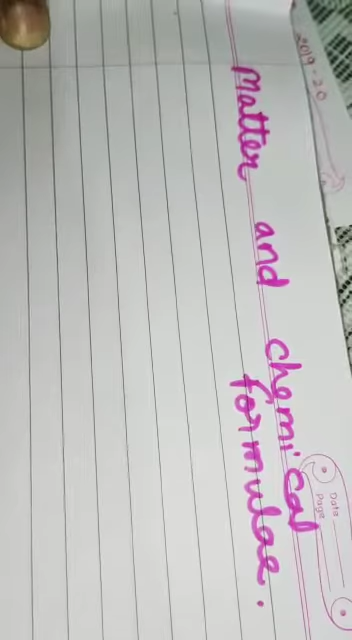 2019-20
Date
Page
Matter and chemical
formulae.